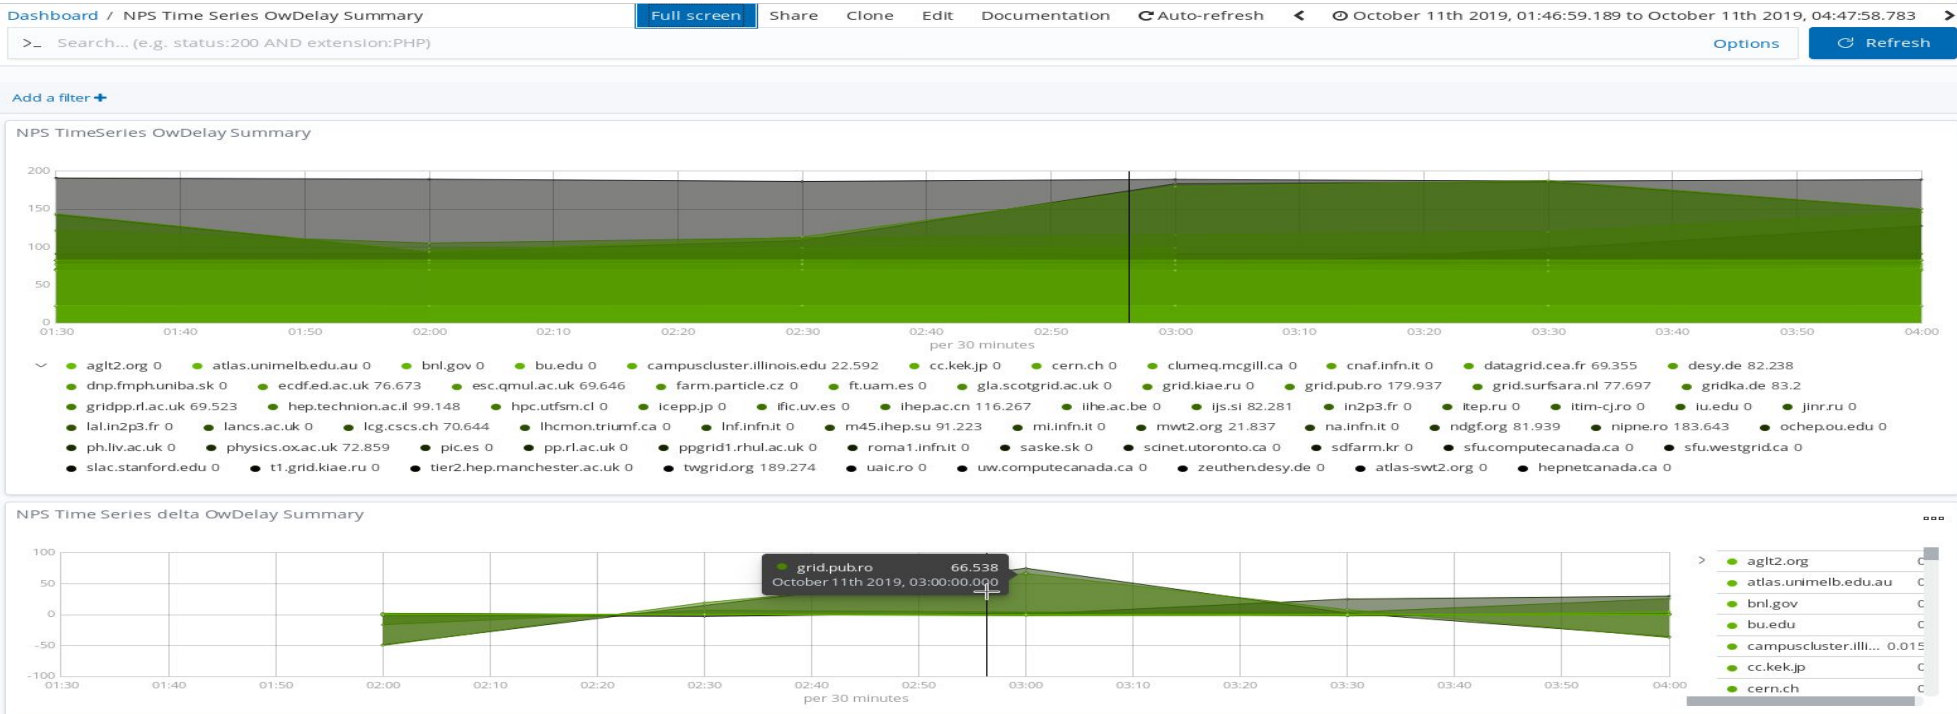 Dashboard / NPS Time Series OwDelay Summary Full screen Share Clone Edit Documentation Auto-refresh October 11th 2019, 01:46:59.189 to October 11th 2019, 04:47:58.783
>_ Search... (e.g. status:200 AND extension:PHP) Options Refresh
Add a filter +
NPS TimeSeries OwDelay Summary
200
150
100
50
0
01:30 01:40 01:50 02:00 02:10 02:20 02:30 02:40 02:50 03:00 03:10 03:20 03:30 03:40 03:50 04:00
per 30 minutes
aglt2.org 0 atlas.unimelb.edu.au 0 bnl.gov 0 bu.edu 0 campuscluster.illinois.edu 22.592 cc.kek.jp 0 cern.ch 0 clumeq.mcgill.ca 0 cnaf.infn.it 0 datagrid.cea.fr 69.355 desy.de 82.238
dnp.fmph.uniba.sk 0 ecdf.ed.ac.uk 76.673 esc.qmul.ac.uk 69.646 farm.particle.cz 0 ft.uam.es 0 gla.scotgrid.ac.uk 0 grid.kiae.ru 0 grid.pub.ro 179.937 grid.surfsara.nl 77.697 gridka.de 83.2
gridpp.rl.ac.uk 69.523 hep.technion.ac.il 99.148 hpc.utfsm.cl 0 icepp.jp 0 ific.uv.es 0 ihep.ac.cn 116.267 iihe.ac.be 0 ijs.si 82.281 in2p3.fr 0 itep.ru 0 itim-cj.ro 0 iu.edu 0 jinr.ru 0
lal.in2p3.fr 0 lancs.ac.uk 0 lcg.cscs.ch 70.644 lhcmon.triumf.ca 0 lnf.infn.it 0 m45.ihep.su 91.223 mi.infn.it 0 mwt2.org 21.837 na.infn.it 0 ndgf.org 81.939 nipne.ro 183.643 ochep.ou.edu 0
ph.liv.ac.uk 0 physics.ox.ac.uk 72.859 pic.es 0 pp.rl.ac.uk 0 ppgrid1.rhul.ac.uk 0 roma1.infn.it 0 saske.sk 0 scinet.utoronto.ca 0 sdfarm.kr 0 sfu.computecanada.ca 0 sfu.westgrid.ca 0
slac.stanford.edu 0 t1.grid.kiae.ru 0 tier2.hep.manchester.ac.uk 0 twgrid.org 189.274 uaic.ro 0 uw.computecanada.ca 0 zeuthen.desy.de 0 atlas-swt2.org 0 hepnetcanada.ca 0
NPS Time Series delta OwDelay Summary
100
50
0
-50
-100
grid.pub.ro 66.538
October 11th 2019, 03:00:00.000
01:30 01:40 01:50 02:00 02:10 02:20 02:30 02:40 02:50 03:00 03:10 03:20 03:30 03:40 03:50 04:00
per 30 minutes
aglt2.org
atlas.unimelb.edu.au
bnl.gov
bu.edu
campuscluster.illi... 0.015
cc.kek.jp
cern.ch